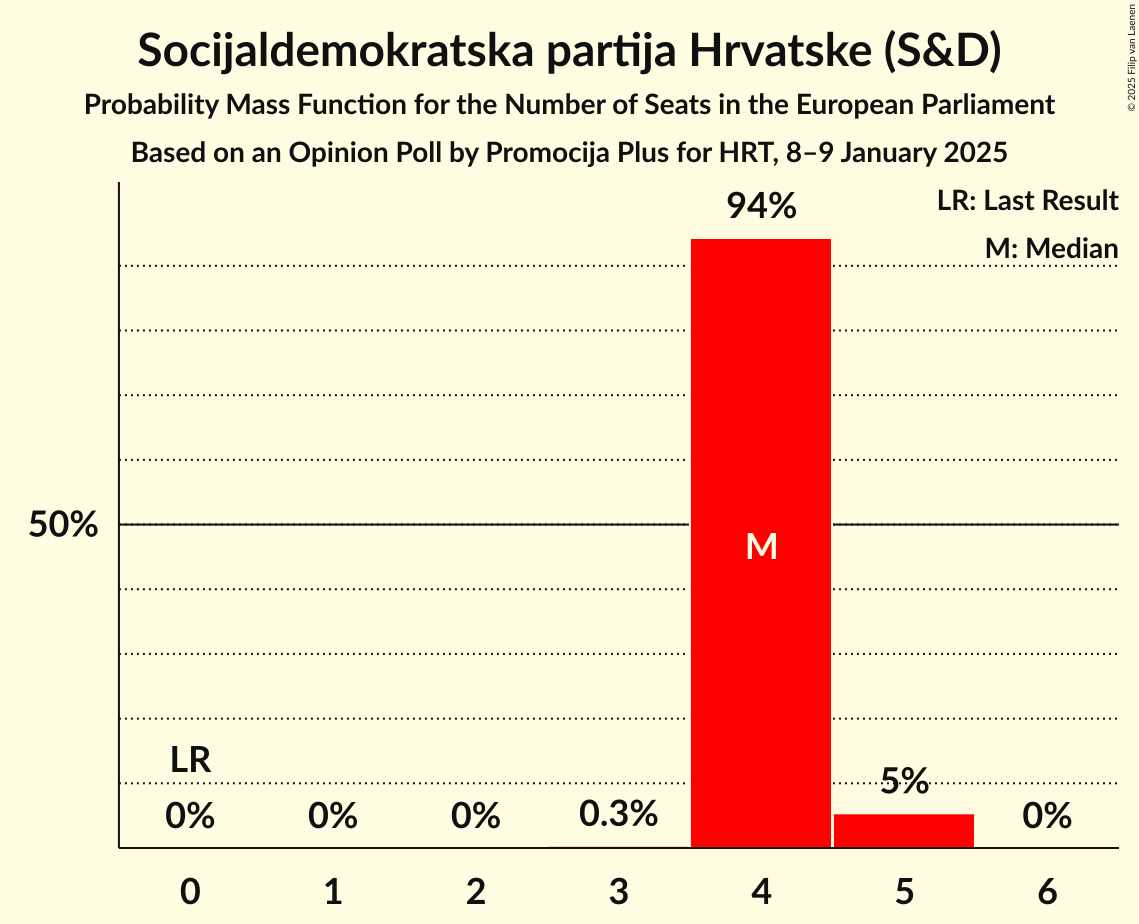 Socijaldemokratska partija Hrvatske (S&D)
Probability Mass Function for the Number of Seats in the European Parliament
Based on an Opinion Poll by Promocija Plus for HRT, 8–9 January 2025
© 2025 Filip van Laenen
LR: Last Result
M: Median
94%
50%
M
LR
0%
0%
0%
0.3%
5%
0%
0
1
2
3
4
5
6